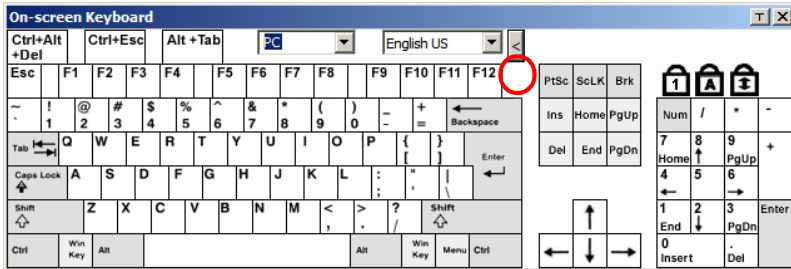 On-screen Keyboard T X
Ctrl+Alt +Del Ctrl+Esc Alt +Tab PC English US <
Esc F1 F2 F3 F4 F5 F6 F7 F8 F9 F10 F11 F12 PtSc ScLK Brk 1 A
~ ! @ # $ % ^ & * ( ) _ +
` 1 2 3 4 5 6 7 8 9 0 - = Backspace Ins Home PgUp Num / * -
Tab Q W E R T Y U I O P { } [ ] Enter Del End PgDn 7 Home 8 9 PgUp +
Caps Lock A S D F G H J K L : ; " ' | \ 4 5 6
Shift Z X C V B N M < , > . ? / Shift 1 End 2 3 PgDn Enter
Ctrl Win Key Alt Alt Win Key Menu Ctrl 0 Insert . Del